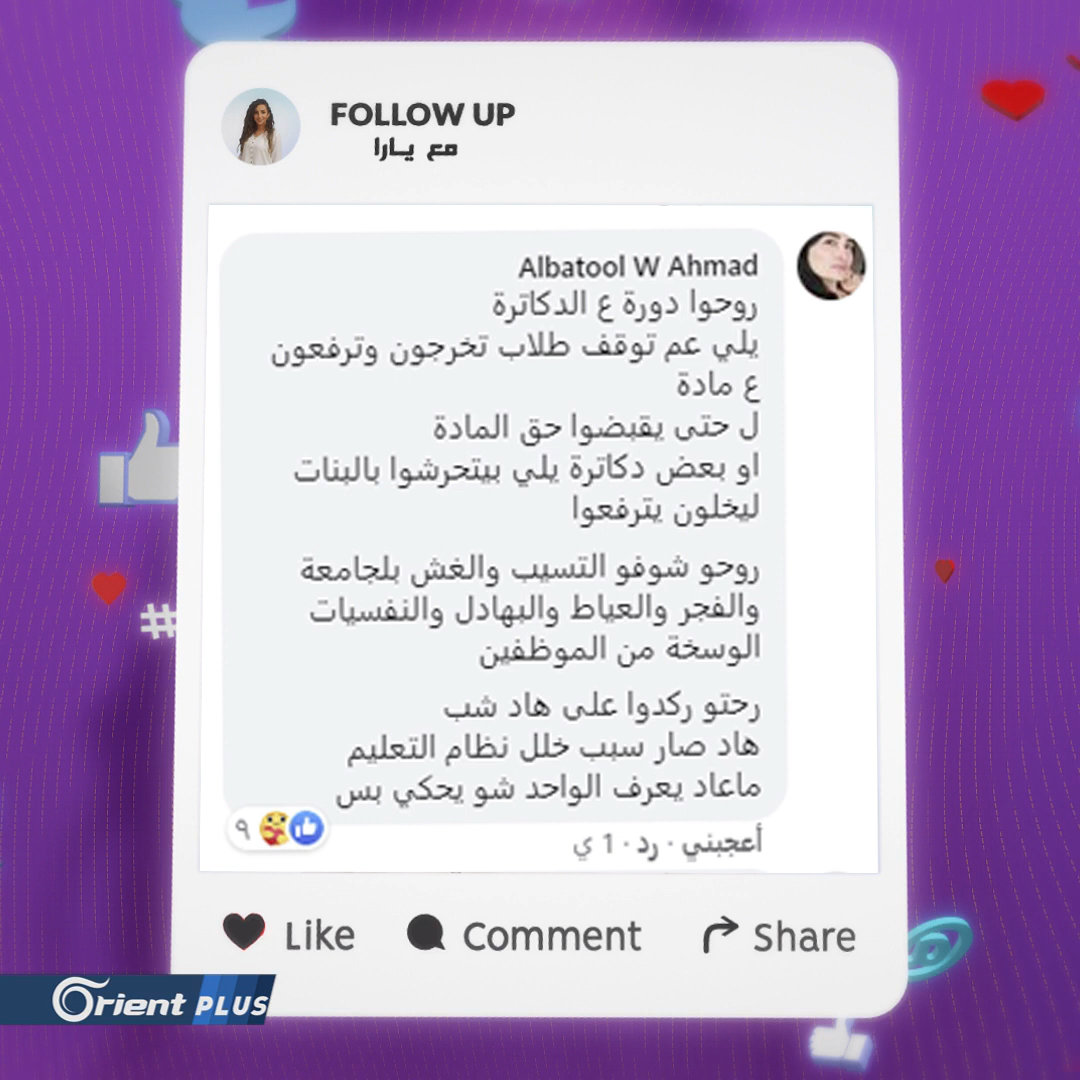 FOLLOW UP
مع يارا
Albatool W Ahmad
روحوا دورة ع الدكاترة
يلي عم توقف طلاب تخرجون وترفعون
ع مادة
ل حتى يقبضوا حق المادة
او بعض دكاترة يلي بيتحرشوا بالبنات
ليخلون يترفعوا
روحو شوفو التسيب والغش بلجامعة
والفجر والعياط والبهادل والنفسيات
الوسخة من الموظفين
رحتو ركدوا على هاد شب
هاد صار سبب خلل نظام التعليم
ماعاد يعرف الواحد شو يحكي بس
أعجبني · رد · 1 ي
٩
Like
Comment
Share
Orient PLUS
#